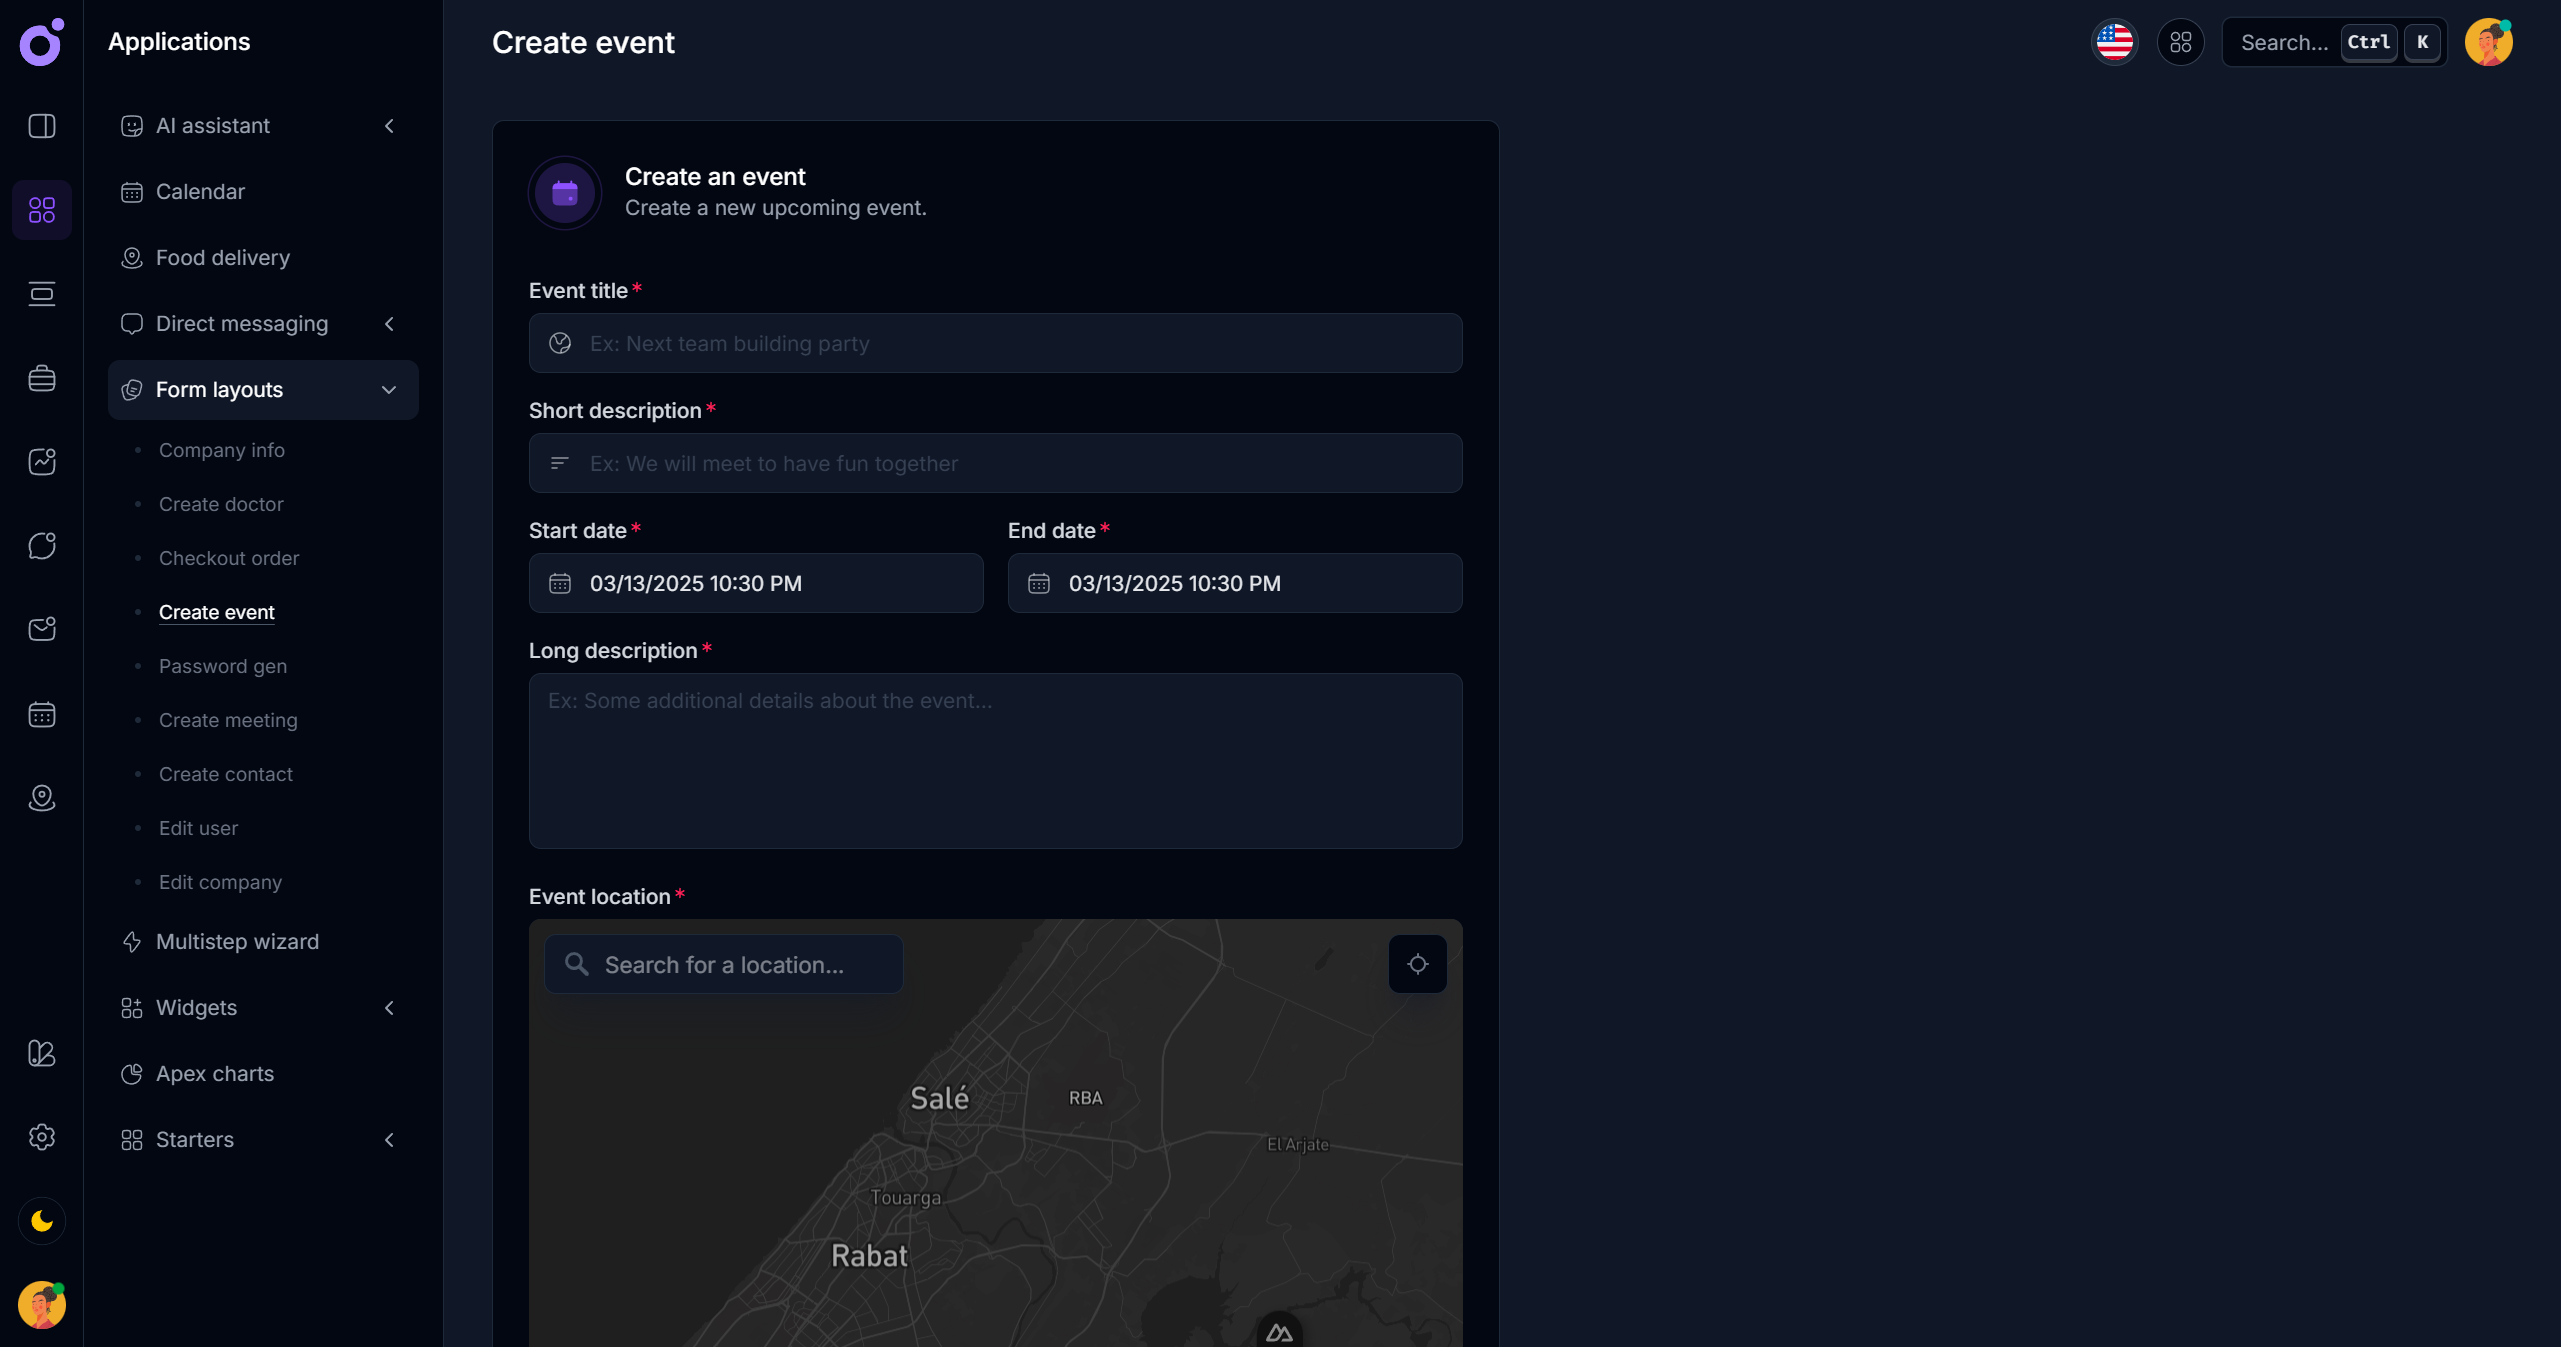 Applications
AI assistant
Calendar
Food delivery
Direct messaging
Form layouts
Company info
Create doctor
Checkout order
Create event
Password gen
Create meeting
Create contact
Edit user
Edit company
Multistep wizard
Widgets
Apex charts
Starters
Create event
Search... Ctrl K
Create an event
Create a new upcoming event.
Event title*
Ex: Next team building party
Short description*
Ex: We will meet to have fun together
Start date* End date*
03/13/2025 10:30 PM 03/13/2025 10:30 PM
Long description*
Ex: Some additional details about the event...
Event location*
Search for a location...
Salé
RBA
El Arjate
Touarga
Rabat